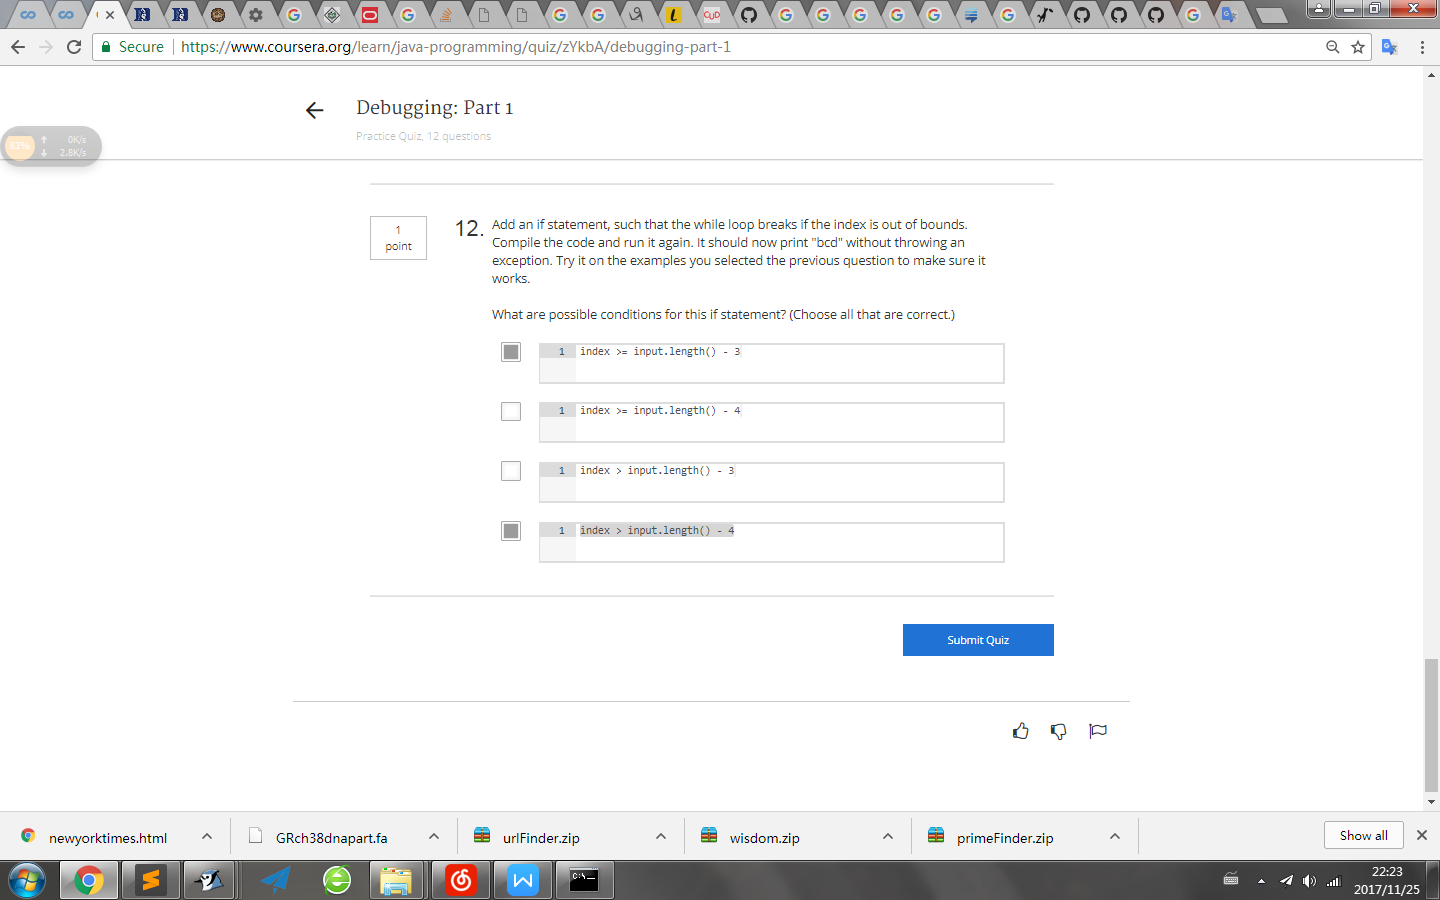 Secure
https://www.coursera.org/learn/java-programming/quiz/zYkbA/debugging-part-1
Debugging: Part 1
Practice Quiz, 12 questions
83%
0K/s
2.8K/s
1
point
12.
Add an if statement, such that the while loop breaks if the index is out of bounds.
Compile the code and run it again. It should now print "bcd" without throwing an
exception. Try it on the examples you selected the previous question to make sure it
works.
What are possible conditions for this if statement? (Choose all that are correct.)
1 index >= input.length() - 3
1 index >= input.length() - 4
1 index > input.length() - 3
1 index > input.length() - 4
Submit Quiz
newyorktimes.html
GRch38dnapart.fa
urlFinder.zip
wisdom.zip
primeFinder.zip
Show all
22:23
2017/11/25